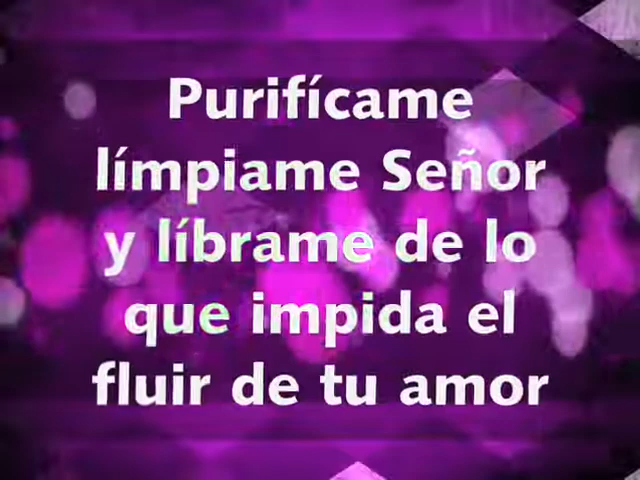 Purifícame
límpiame Señor
y líbrame de lo
que impida el
fluir de tu amor